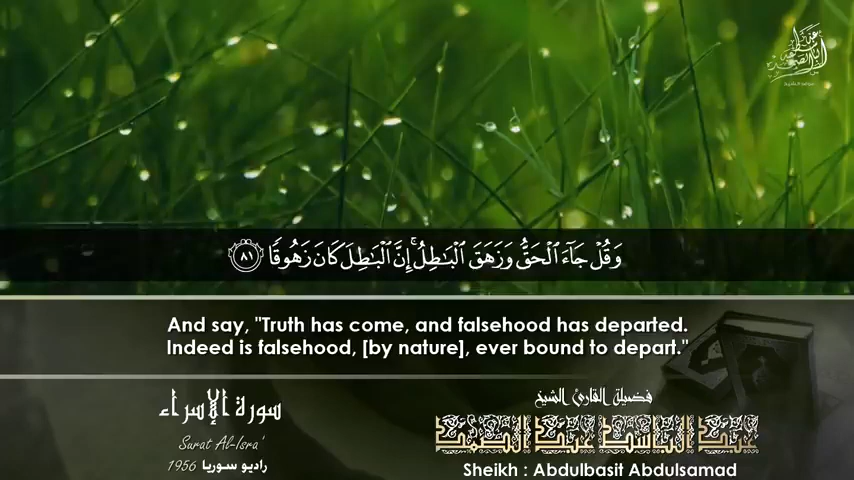 وَقُلْ جَآءَ ٱلْحَقُّ وَزَهَقَ ٱلْبَـٰطِلُ ۚ إِنَّ ٱلْبَـٰطِلَ كَانَ زَهُوقًا ٨١
And say, "Truth has come, and falsehood has departed.
Indeed is falsehood, [by nature], ever bound to depart."
سورة الإسراء
Surat Al-Isra'
1956 راديو سوريا
فضيلة القارئ الشيخ
عبد الباسط عبد الصمد
Sheikh : Abdulbasit Abdulsamad